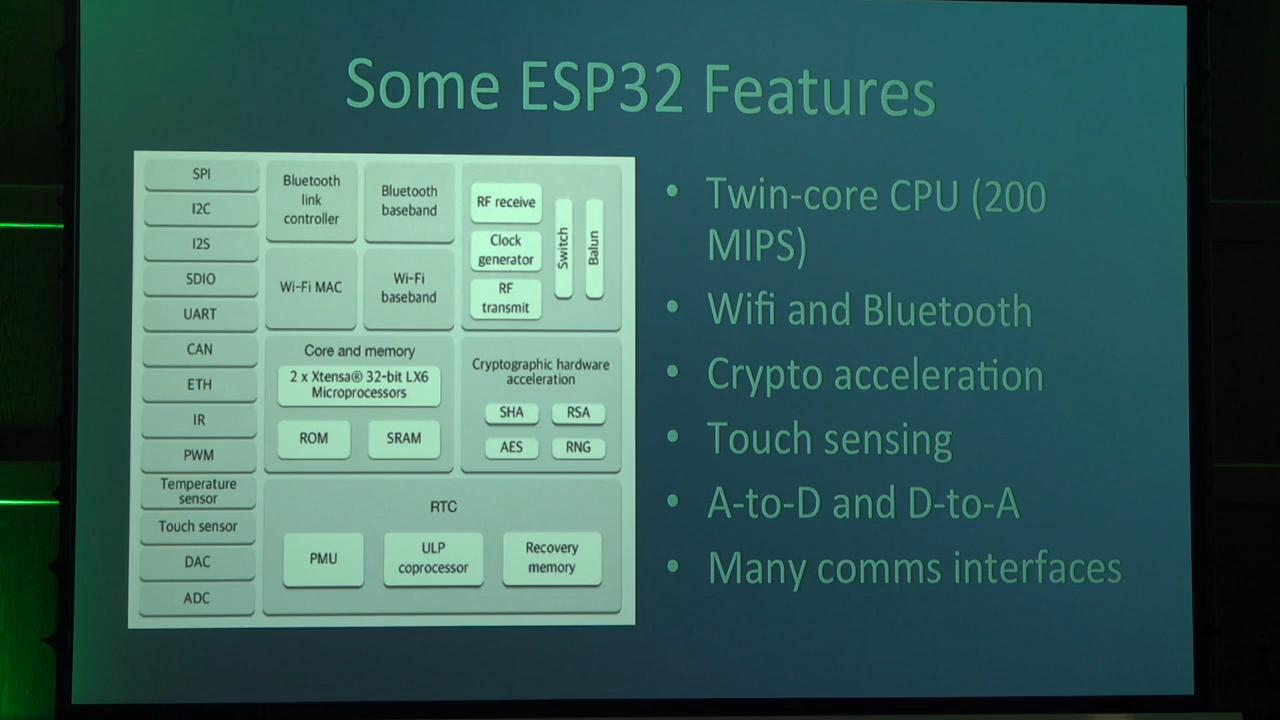 Some ESP32 Features
SPI
I2C
I2S
SDIO
UART
CAN
ETH
IR
PWM
Temperature
sensor
Touch sensor
DAC
ADC
Bluetooth
link
controller
Bluetooth
baseband
Wi-Fi MAC
Wi-Fi
baseband
RF receive
Clock
generator
RF
transmit
Switch
Balun
Core and memory
2 x Xtensa® 32-bit LX6
Microprocessors
ROM
SRAM
Cryptographic hardware
acceleration
SHA
RSA
AES
RNG
RTC
PMU
ULP
coprocessor
Recovery
memory
• Twin-core CPU (200
MIPS)
• Wifi and Bluetooth
• Crypto acceleration
• Touch sensing
• A-to-D and D-to-A
• Many comms interfaces